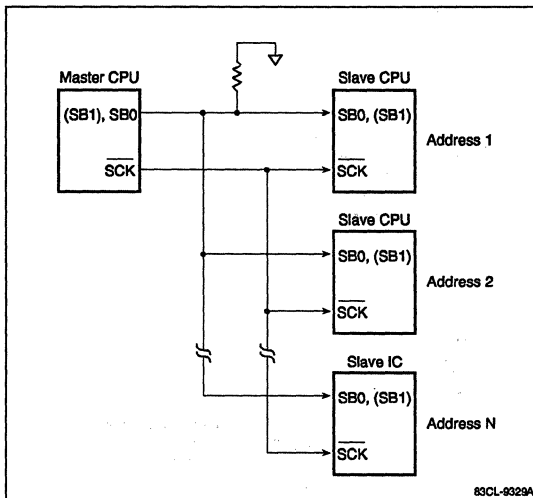 Master CPU
(SB1), SB0
SCK
Slave CPU
SB0, (SB1)
Address 1
SCK
Slave CPU
SB0, (SB1)
Address 2
SCK
Slave IC
SB0, (SB1)
Address N
SCK
83CL-9329A